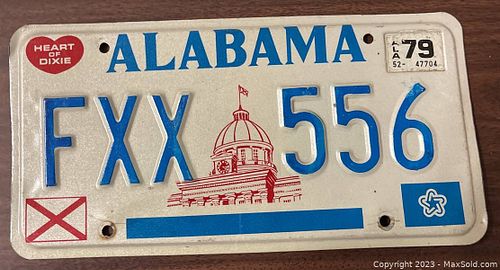 HEART
OF
DIXIE
ALABAMA
ALA 79
52- 47704
FXX 556
Copyright © 2023 - MaxSold.com